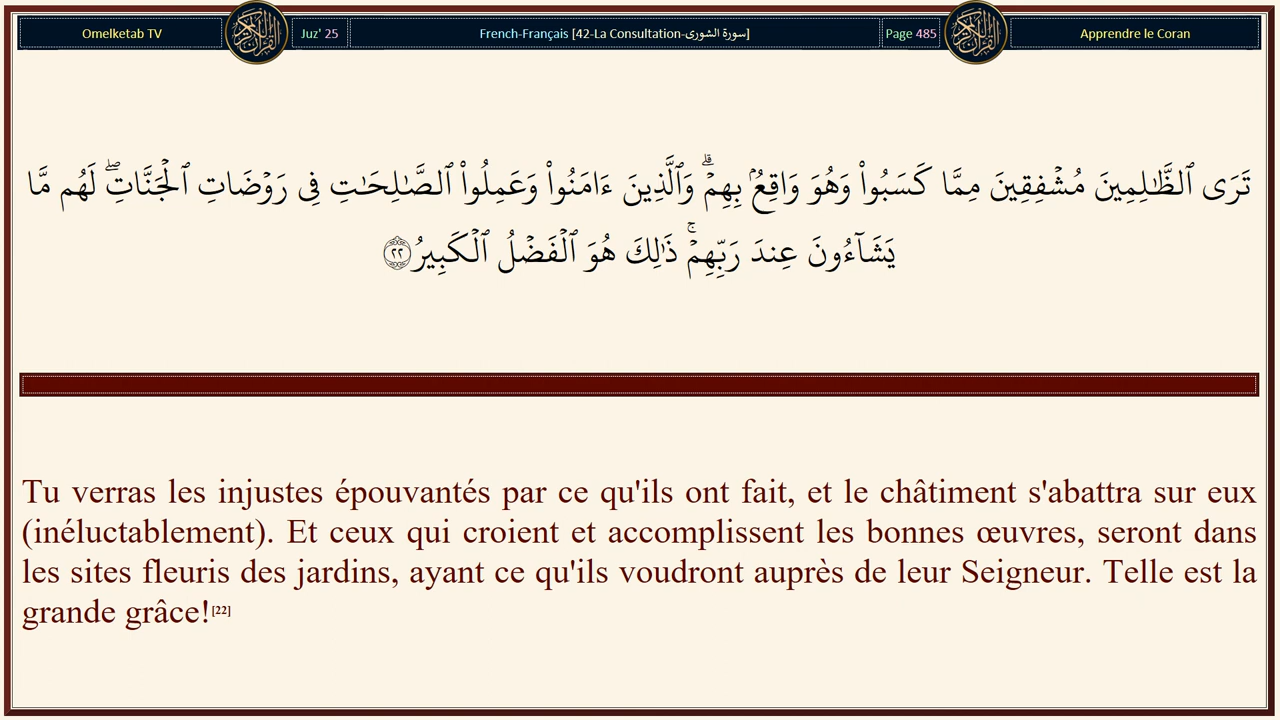 Omelketab TV
Juz' 25
French-Français [42-La Consultation-سورة الشورى]
Page 485
Apprendre le Coran
تَرَى ٱلظَّـٰلِمِينَ مُشۡفِقِينَ مِمَّا كَسَبُواْ وَهُوَ وَاقِعُۢ بِهِمۡۗ وَٱلَّذِينَ ءَامَنُواْ وَعَمِلُواْ ٱلصَّـٰلِحَٰتِ فِي رَوۡضَاتِ ٱلۡجَنَّاتِۖ لَهُم مَّا
يَشَآءُونَ عِندَ رَبِّهِمۡۚ ذَٰلِكَ هُوَ ٱلۡفَضۡلُ ٱلۡكَبِيرُ ٢٢
Tu verras les injustes épouvantés par ce qu'ils ont fait, et le châtiment s'abattra sur eux
(inéluctablement). Et ceux qui croient et accomplissent les bonnes œuvres, seront dans
les sites fleuris des jardins, ayant ce qu'ils voudront auprès de leur Seigneur. Telle est la
grande grâce![22]